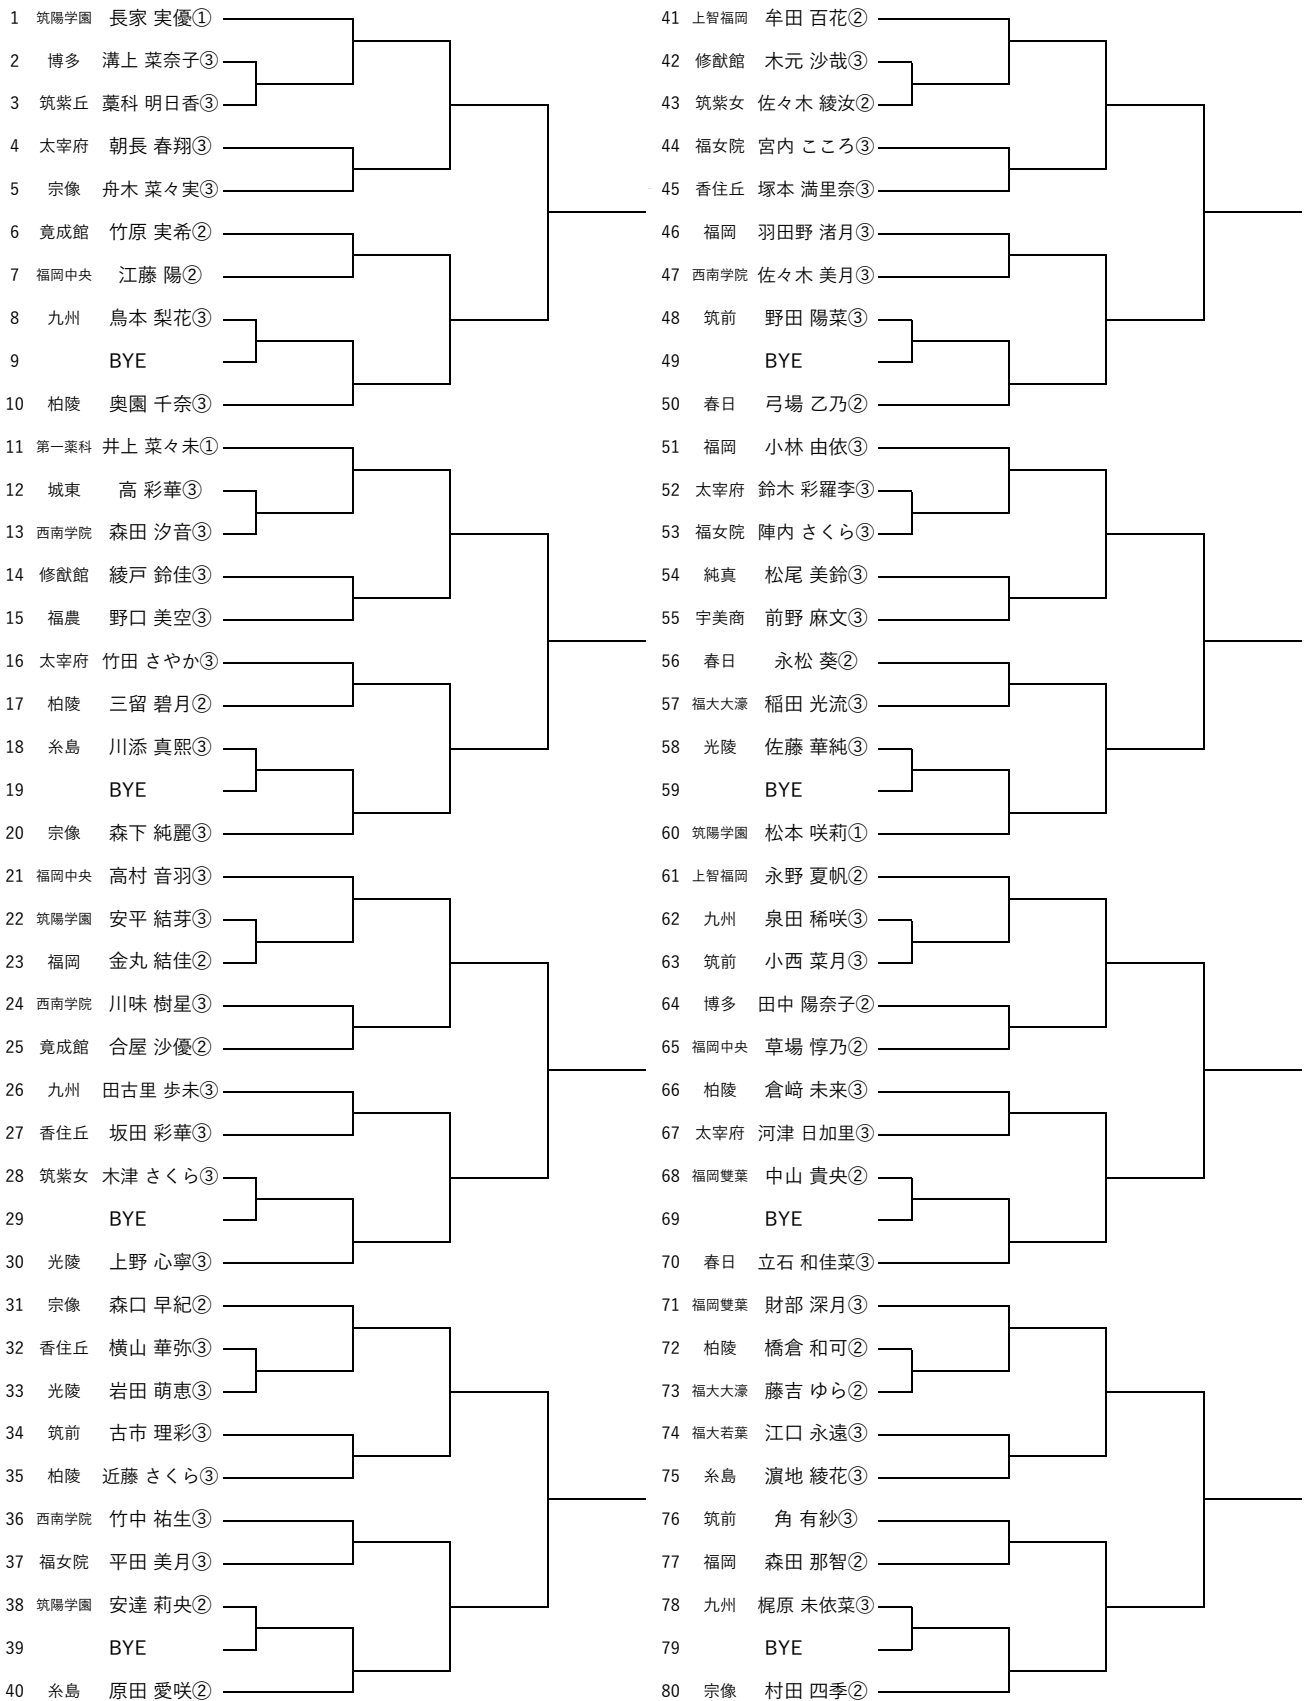 1 筑陽学園 長家 実優①
2 博多 溝上 菜奈子③
3 筑紫丘 藁科 明日香③
4 太宰府 朝長 春翔③
5 宗像 舟木 菜々実③
6 竟成館 竹原 実希②
7 福岡中央 江藤 陽②
8 九州 鳥本 梨花③
9 BYE
10 柏陵 奥園 千奈③
11 第一薬科 井上 菜々未①
12 城東 高 彩華③
13 西南学院 森田 汐音③
14 修猷館 綾戸 鈴佳③
15 福農 野口 美空③
16 太宰府 竹田 さやか③
17 柏陵 三留 碧月②
18 糸島 川添 真熙③
19 BYE
20 宗像 森下 純麗③
21 福岡中央 高村 音羽③
22 筑陽学園 安平 結芽③
23 福岡 金丸 結佳②
24 西南学院 川味 樹星③
25 竟成館 合屋 沙優②
26 九州 田古里 歩未③
27 香住丘 坂田 彩華③
28 筑紫女 木津 さくら③
29 BYE
30 光陵 上野 心寧③
31 宗像 森口 早紀②
32 香住丘 横山 華弥③
33 光陵 岩田 萌恵③
34 筑前 古市 理彩③
35 柏陵 近藤 さくら③
36 西南学院 竹中 祐生③
37 福女院 平田 美月③
38 筑陽学園 安達 莉央②
39 BYE
40 糸島 原田 愛咲②
41 上智福岡 牟田 百花②
42 修猷館 木元 沙哉③
43 筑紫女 佐々木 綾汝②
44 福女院 宮内 こころ③
45 香住丘 塚本 満里奈③
46 福岡 羽田野 渚月③
47 西南学院 佐々木 美月③
48 筑前 野田 陽菜③
49 BYE
50 春日 弓場 乙乃②
51 福岡 小林 由依③
52 太宰府 鈴木 彩羅李③
53 福女院 陣内 さくら③
54 純真 松尾 美鈴③
55 宇美商 前野 麻文③
56 春日 永松 葵②
57 福大大濠 稲田 光流③
58 光陵 佐藤 華純③
59 BYE
60 筑陽学園 松本 咲莉①
61 上智福岡 永野 夏帆②
62 九州 泉田 稀咲③
63 筑前 小西 菜月③
64 博多 田中 陽奈子②
65 福岡中央 草場 惇乃②
66 柏陵 倉﨑 未来③
67 太宰府 河津 日加里③
68 福岡雙葉 中山 貴央②
69 BYE
70 春日 立石 和佳菜③
71 福岡雙葉 財部 深月③
72 柏陵 橋倉 和可②
73 福大大濠 藤吉 ゆら②
74 福大若葉 江口 永遠③
75 糸島 濵地 綾花③
76 筑前 角 有紗③
77 福岡 森田 那智②
78 九州 梶原 未依菜③
79 BYE
80 宗像 村田 四季②